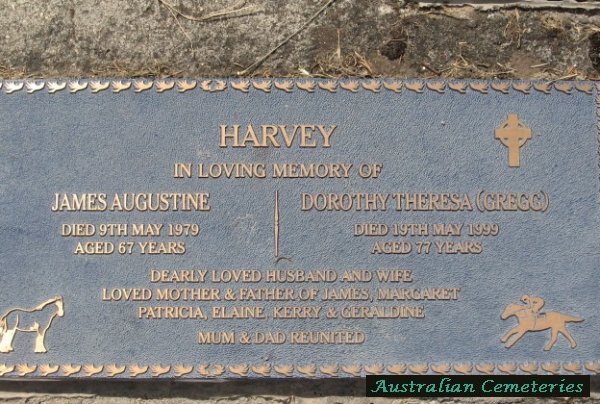 HARVEY
IN LOVING MEMORY OF
JAMES AUGUSTINE
DIED 9TH MAY 1979
AGED 67 YEARS
DOROTHY THERESA (GREGG)
DIED 19TH MAY 1999
AGED 77 YEARS
DEARLY LOVED HUSBAND AND WIFE
LOVED MOTHER & FATHER OF JAMES, MARGARET
PATRICIA, ELAINE, KERRY & GERALDINE
MUM & DAD REUNITED
Australian Cemeteries